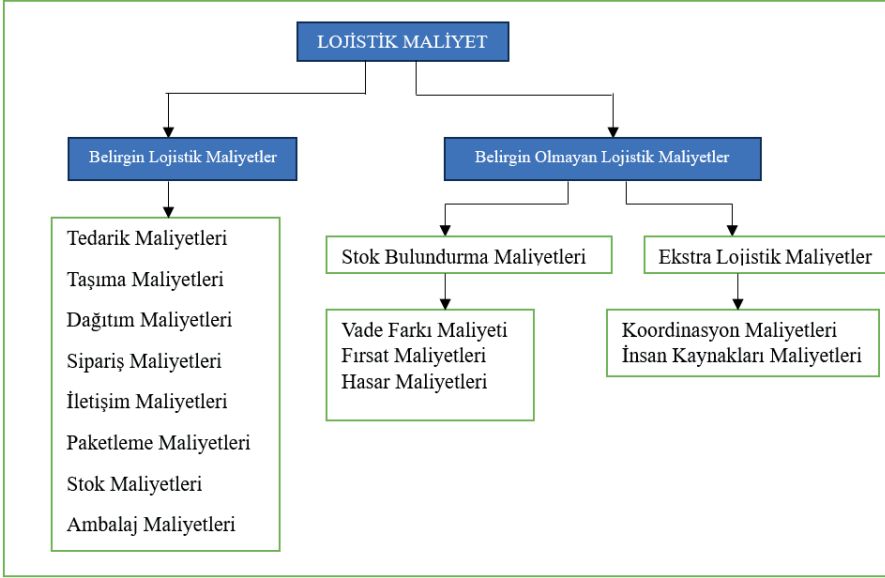 LOJİSTİK MALİYET
Belirgin Lojistik Maliyetler
Belirgin Olmayan Lojistik Maliyetler
Tedarik Maliyetleri
Taşıma Maliyetleri
Dağıtım Maliyetleri
Sipariş Maliyetleri
İletişim Maliyetleri
Paketleme Maliyetleri
Stok Maliyetleri
Ambalaj Maliyetleri
Stok Bulundurma Maliyetleri
Vade Farkı Maliyeti
Fırsat Maliyetleri
Hasar Maliyetleri
Ekstra Lojistik Maliyetler
Koordinasyon Maliyetleri
İnsan Kaynakları Maliyetleri